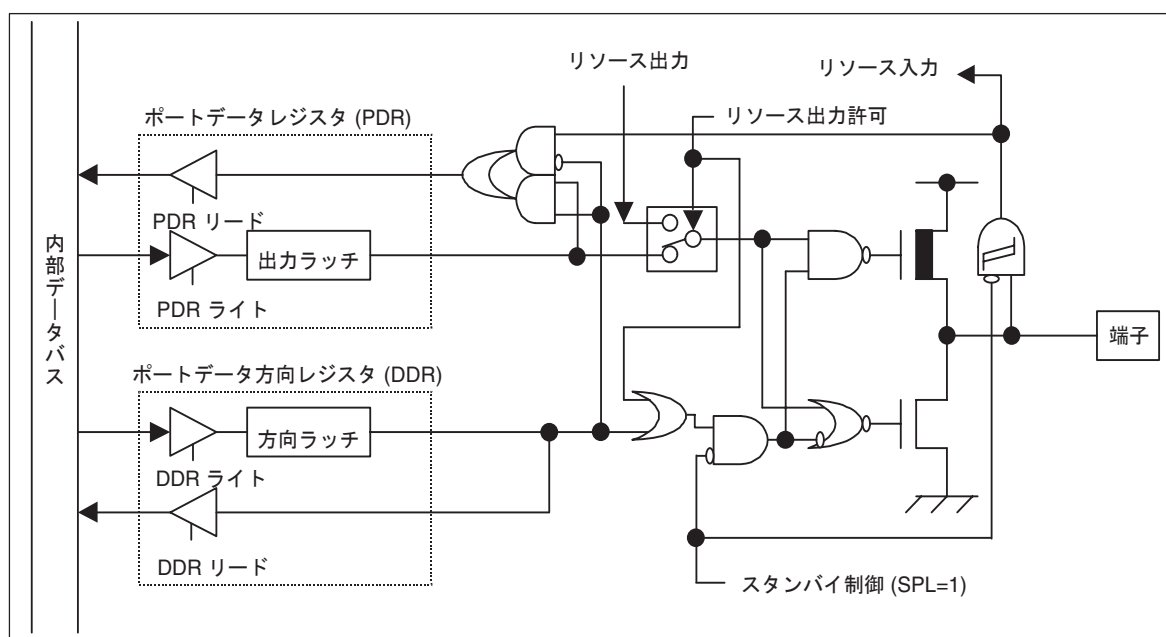 リソース出力
リソース入力
ポートデータレジスタ (PDR)
リソース出力許可
PDR リード
出力ラッチ
PDR ライト
内部データバス
端子
ポートデータ方向レジスタ (DDR)
方向ラッチ
DDR ライト
DDR リード
スタンバイ制御 (SPL=1)